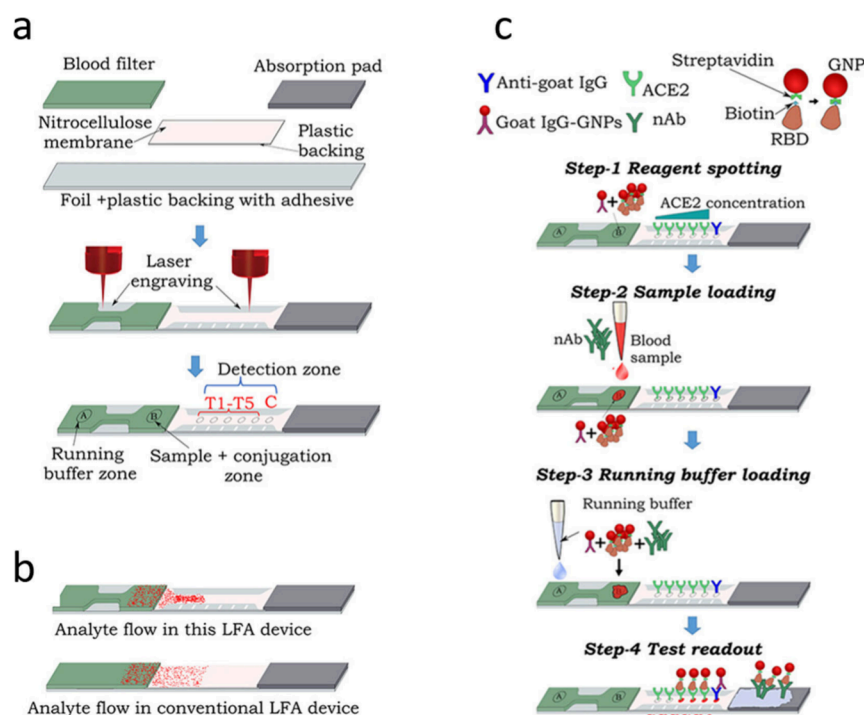 a
Blood filter
Absorption pad
Nitrocellulose
membrane
Plastic
backing
Foil +plastic backing with adhesive
Laser
engraving
Detection zone
T1-T5 C
A
B
Running
buffer zone
Sample + conjugation
zone
b
Analyte flow in this LFA device
Analyte flow in conventional LFA device
c
Streptavidin
GNP
Anti-goat IgG
ACE2
Biotin
RBD
Goat IgG-GNPs
nAb
Step-1 Reagent spotting
+
ACE2 concentration
A
B
Step-2 Sample loading
nAb
Blood
sample
A
+
Step-3 Running buffer loading
Running buffer
+ +
A
B
Step-4 Test readout
A
B